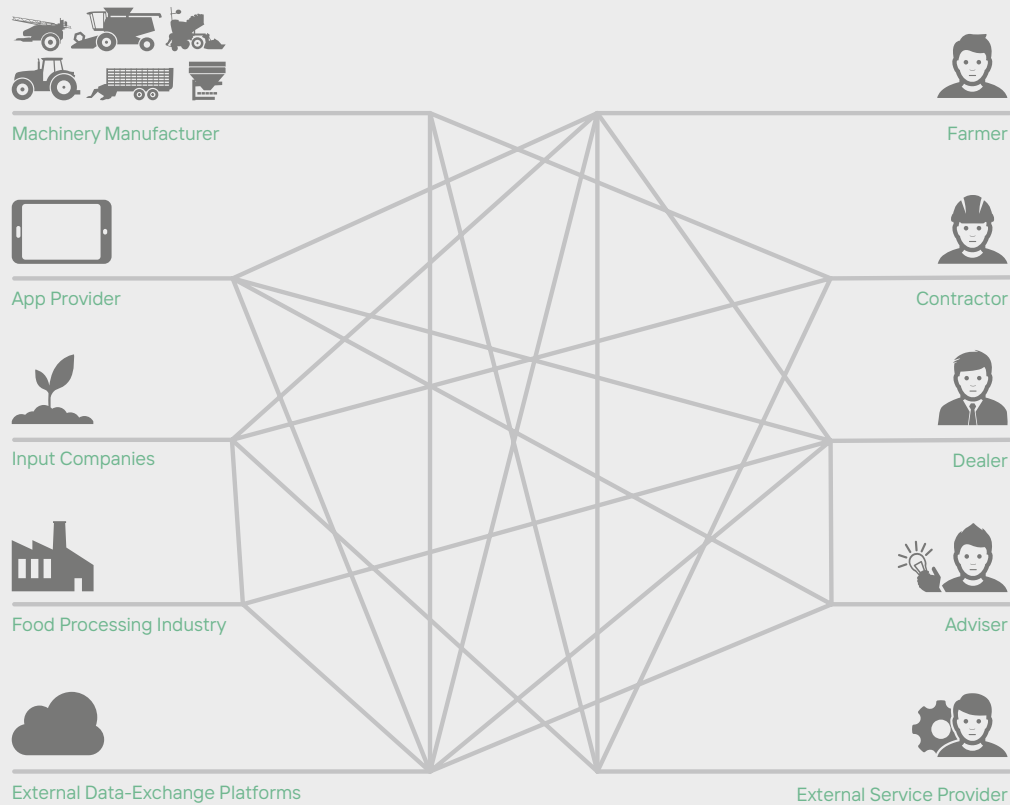 Machinery Manufacturer
Farmer
App Provider
Contractor
Input Companies
Dealer
Food Processing Industry
Adviser
External Data-Exchange Platforms
External Service Provider